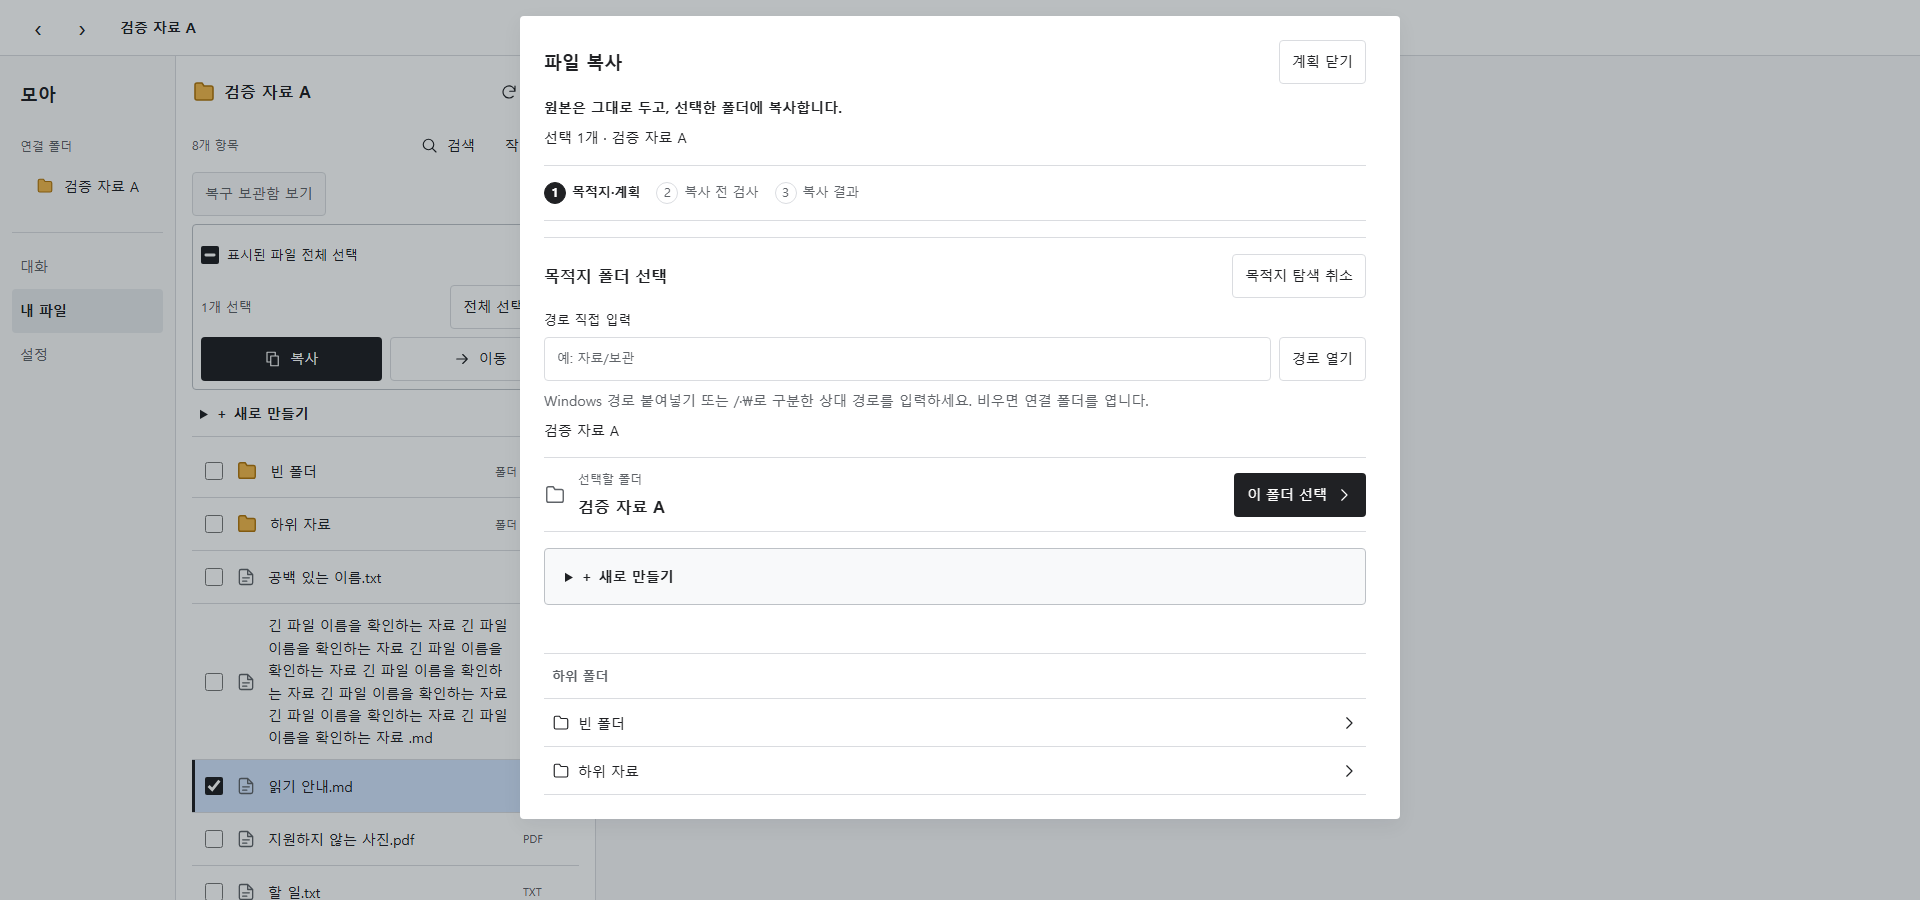 검증 자료 A
모아
연결 폴더
검증 자료 A
대화
내 파일
설정
검증 자료 A
8개 항목
검색
작
복구 보관함 보기
표시된 파일 전체 선택
1개 선택
전체 선택
복사
이동
+ 새로 만들기
빈 폴더
폴더
하위 자료
폴더
공백 있는 이름.txt
긴 파일 이름을 확인하는 자료 긴 파일
이름을 확인하는 자료 긴 파일 이름을
확인하는 자료 긴 파일 이름을 확인하
는 자료 긴 파일 이름을 확인하는 자료
긴 파일 이름을 확인하는 자료 긴 파일
이름을 확인하는 자료 .md
읽기 안내.md
지원하지 않는 사진.pdf
PDF
할 일.txt
TXT
파일 복사
계획 닫기
원본은 그대로 두고, 선택한 폴더에 복사합니다.
선택 1개 · 검증 자료 A
1 목적지·계획 2 복사 전 검사 3 복사 결과
목적지 폴더 선택
목적지 탐색 취소
경로 직접 입력
예: 자료/보관
경로 열기
Windows 경로 붙여넣기 또는 /·₩로 구분한 상대 경로를 입력하세요. 비우면 연결 폴더를 엽니다.
검증 자료 A
선택할 폴더
검증 자료 A
이 폴더 선택
+ 새로 만들기
하위 폴더
빈 폴더
하위 자료